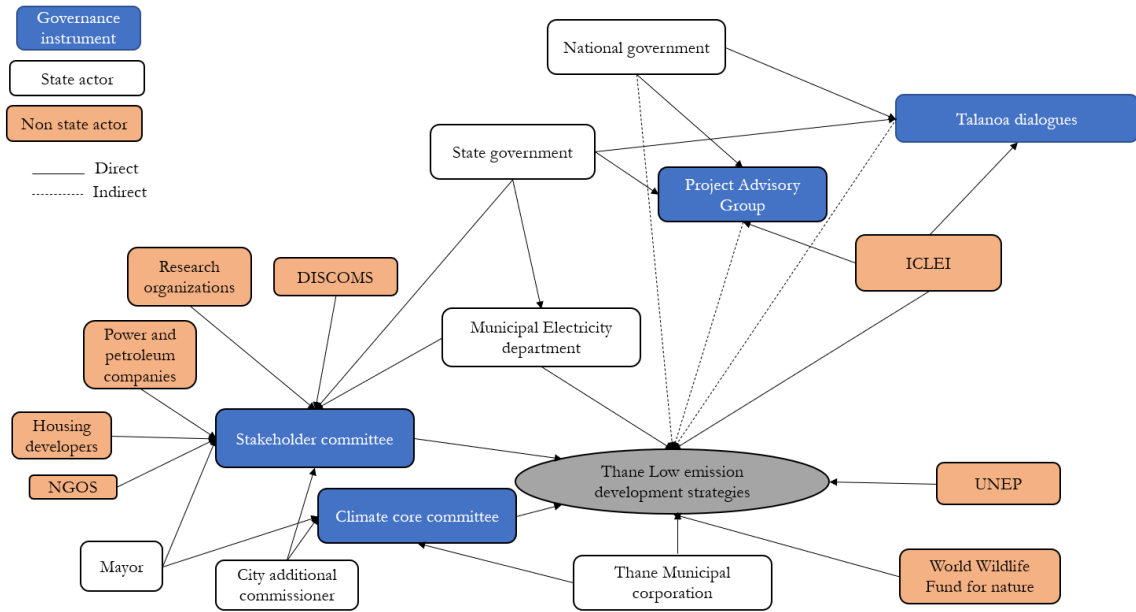 Governance
instrument
State actor
Non state actor
Direct
Indirect
National government
Talanoa dialogues
State government
Project Advisory
Group
ICLEI
Research
organizations
DISCOMS
Municipal Electricity
department
Power and
petroleum
companies
Housing
developers
NGOS
Stakeholder committee
Thane Low emission
development strategies
UNEP
Climate core committee
Mayor
City additional
commissioner
Thane Municipal
corporation
World Wildlife
Fund for nature